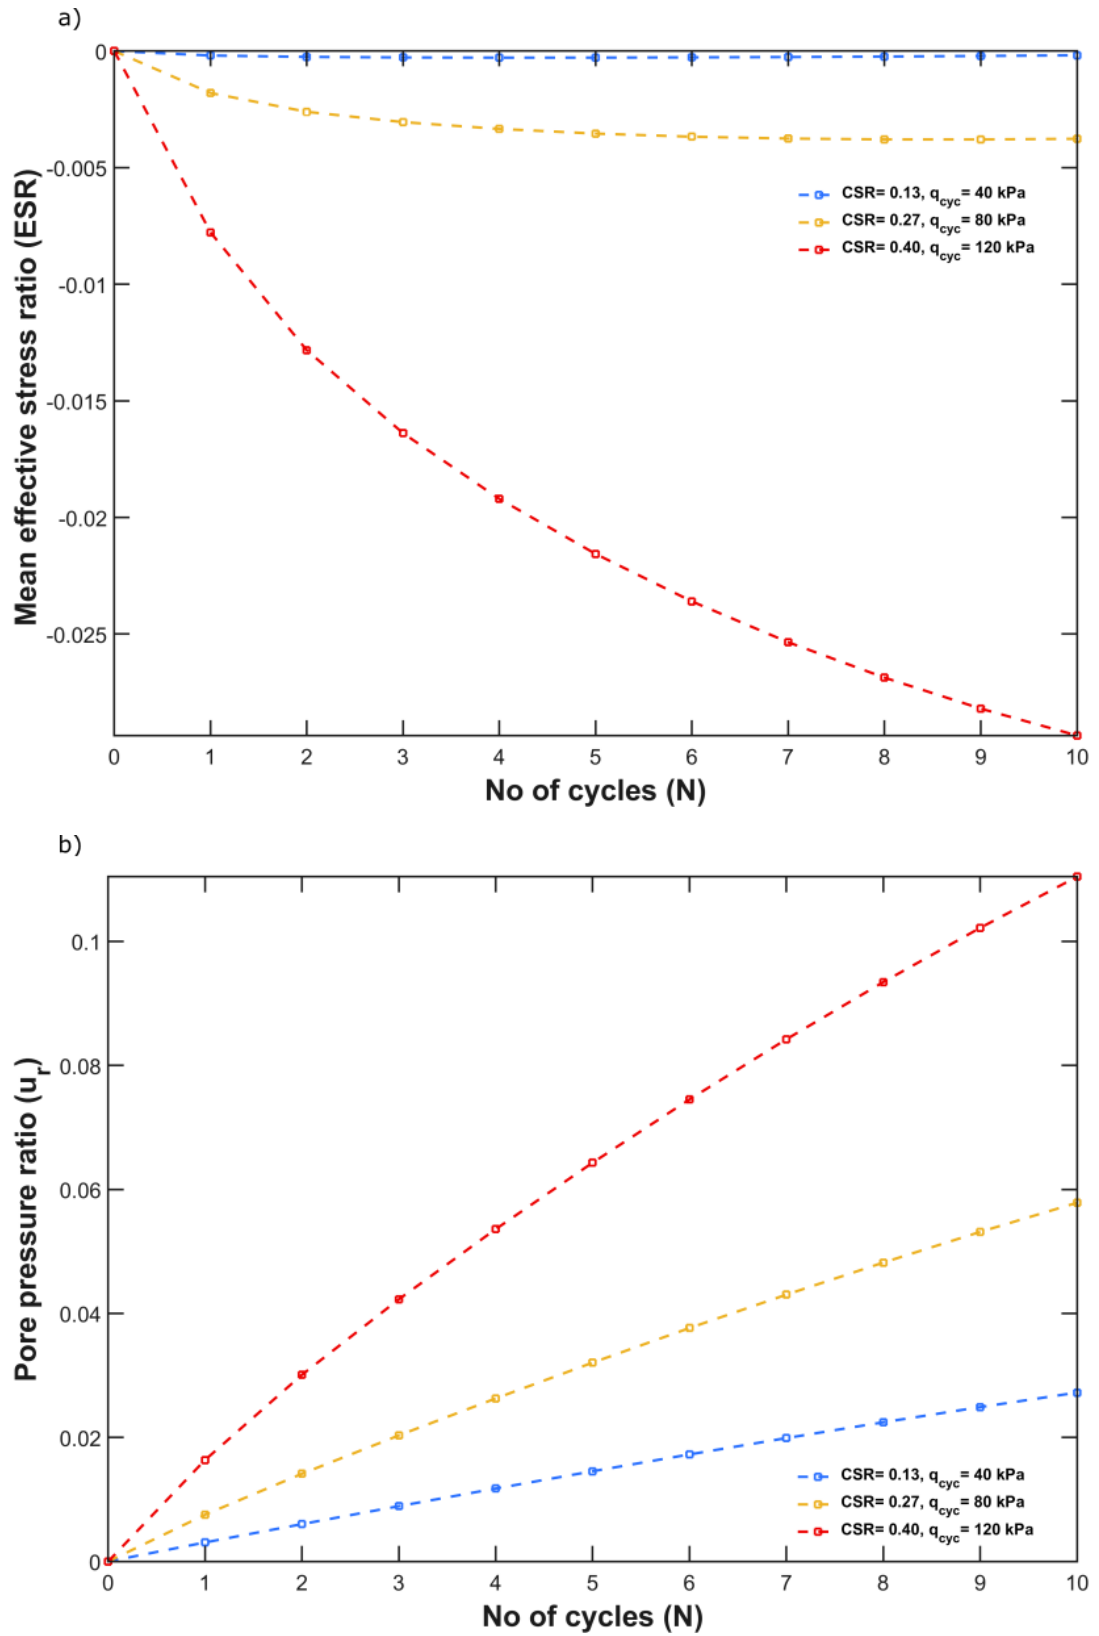 a)
Mean effective stress ratio (ESR)
0
-0.005
-0.01
-0.015
-0.02
-0.025
CSR= 0.13, qcyc= 40 kPa
CSR= 0.27, qcyc= 80 kPa
CSR= 0.40, qcyc= 120 kPa
0 1 2 3 4 5 6 7 8 9 10
No of cycles (N)
b)
Pore pressure ratio (ur)
0.1
0.08
0.06
0.04
0.02
0
CSR= 0.13, qcyc= 40 kPa
CSR= 0.27, qcyc= 80 kPa
CSR= 0.40, qcyc= 120 kPa
0 1 2 3 4 5 6 7 8 9 10
No of cycles (N)